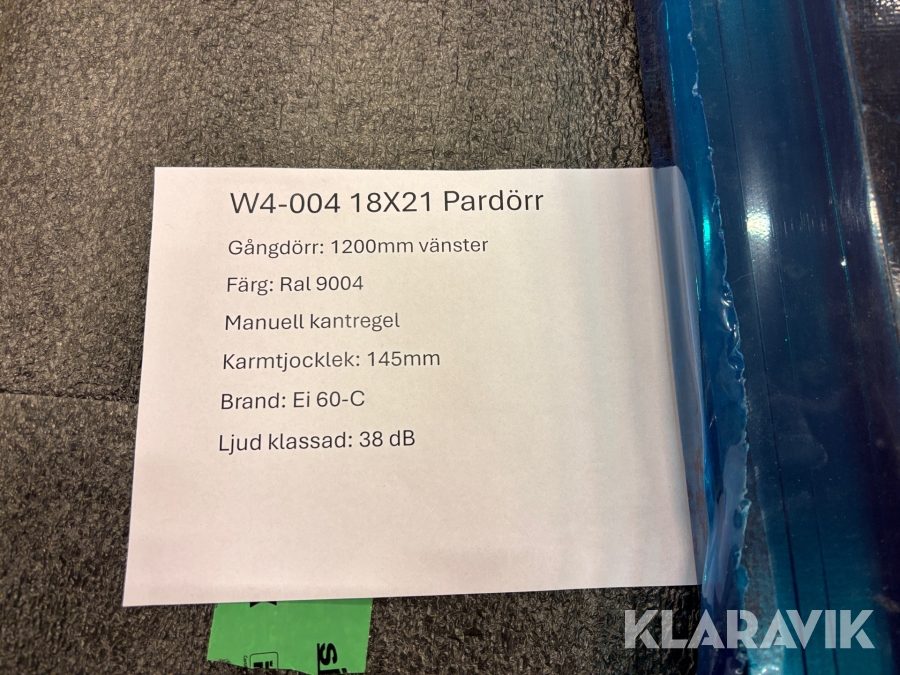 W4-004 18X21 Pardörr
Gångdörr: 1200mm vänster
Färg: Ral 9004
Manuell kantregel
Karmtjocklek: 145mm
Brand: Ei 60-C
Ljud klassad: 38 dB
KLARAVIK